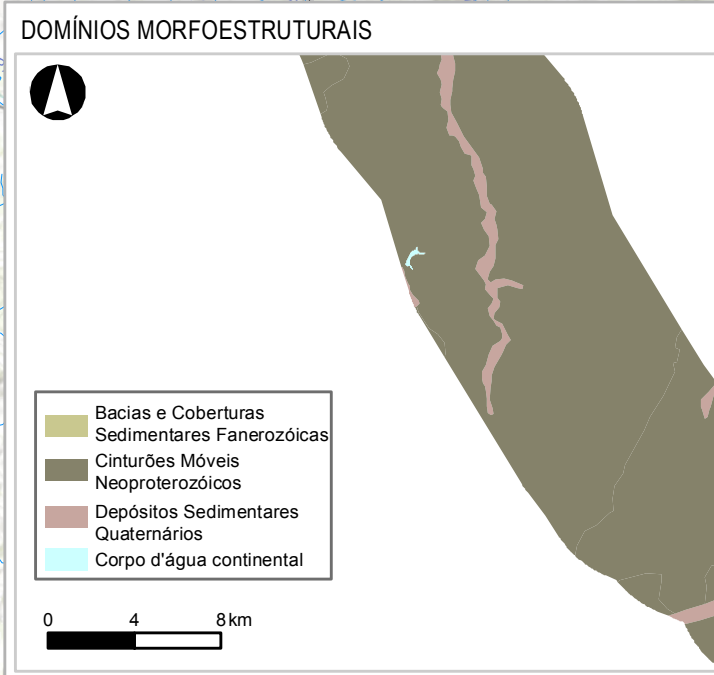 DOMÍNIOS MORFOESTRUTURAIS
Bacias e Coberturas
Sedimentares Fanerozóicas
Cinturões Móveis
Neoproterozóicos
Depósitos Sedimentares
Quaternários
Corpo d'água continental
0 4 8 km